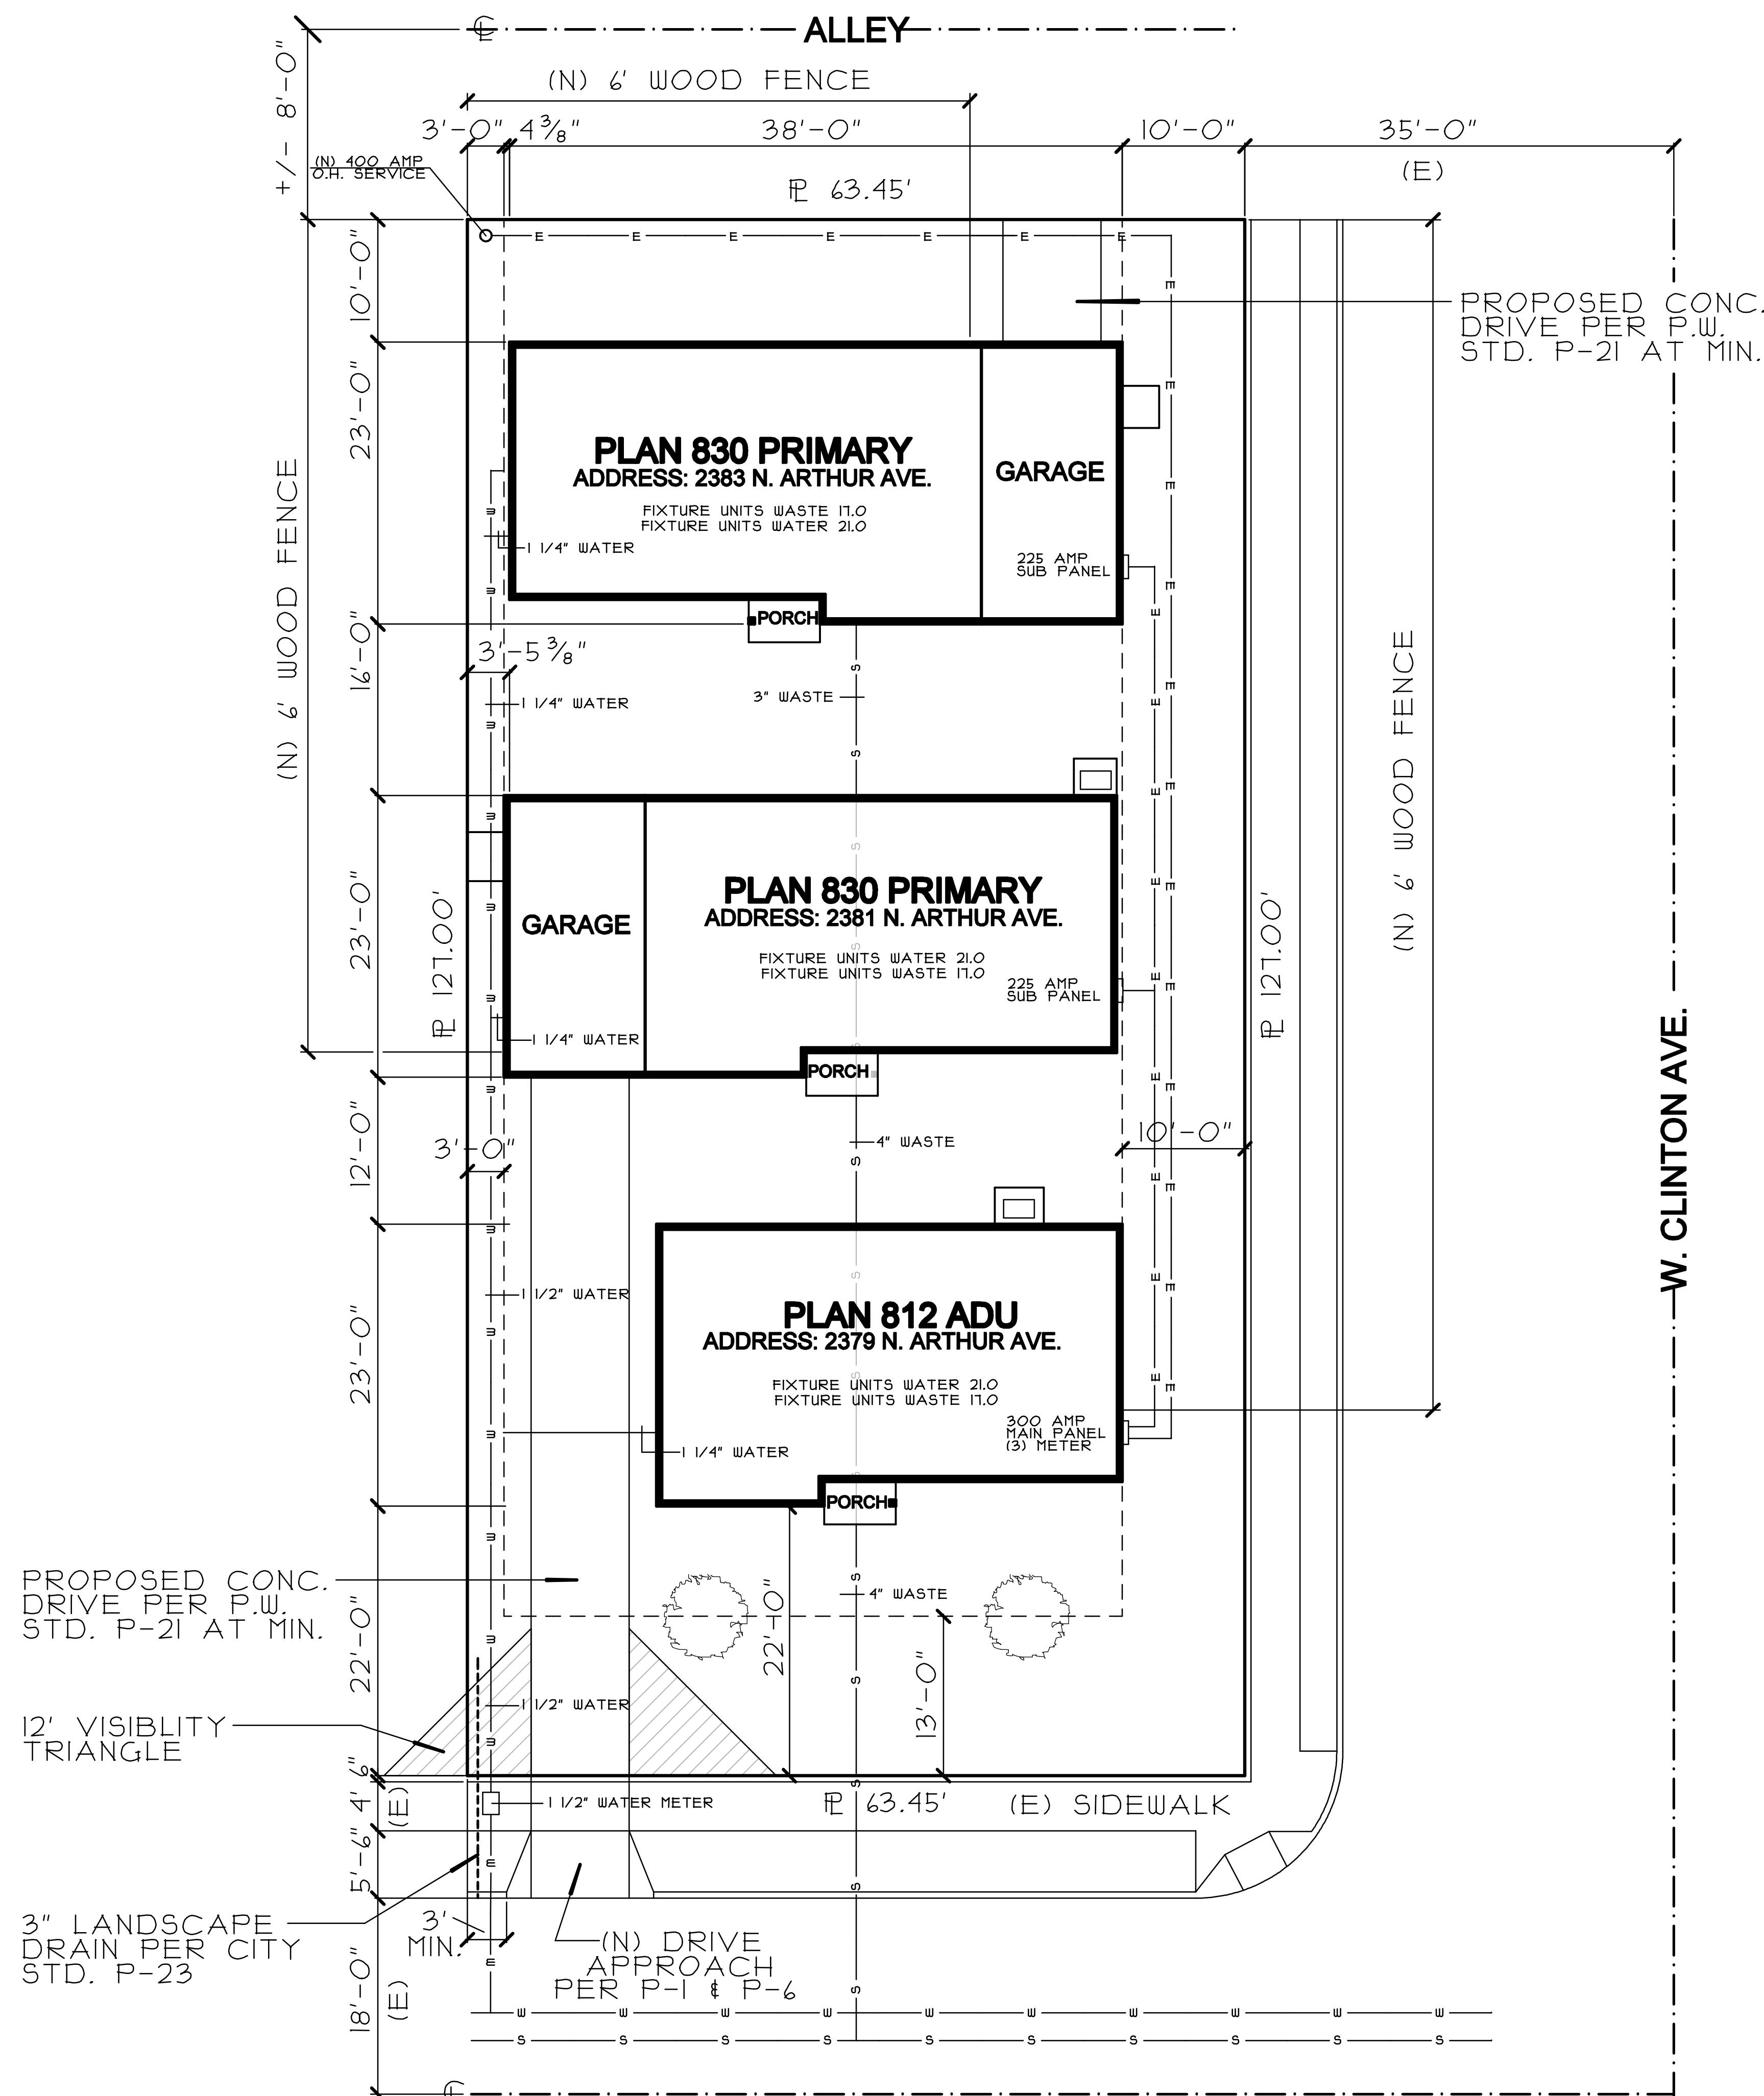 ALLEY
(N) 6' WOOD FENCE
+/- 8'-0"
3'-0" 4 3/8" 38'-0" 10'-0" 35'-0"
(E)
(N) 400 AMP
O.H. SERVICE
PL 63.45'
E E E E E E E
10'-0"
PROPOSED CONC.
DRIVE PER P.W.
STD. P-21 AT MIN.
23'-0"
PLAN 830 PRIMARY
ADDRESS: 2383 N. ARTHUR AVE.
GARAGE
FIXTURE UNITS WASTE 17.0
FIXTURE UNITS WATER 21.0
1 1/4" WATER
225 AMP
SUB PANEL
(N) 6' WOOD FENCE
PORCH
16'-0"
3'-5 3/8"
3" WASTE
1 1/4" WATER
(N) 6' WOOD FENCE
23'-0"
PL 127.00'
GARAGE
PLAN 830 PRIMARY
ADDRESS: 2381 N. ARTHUR AVE.
FIXTURE UNITS WATER 21.0
FIXTURE UNITS WASTE 17.0
225 AMP
SUB PANEL
1 1/4" WATER
PL 127.00'
PORCH
W. CLINTON AVE.
12'-0"
3'-0"
4" WASTE
10'-0"
23'-0"
1 1/2" WATER
PLAN 812 ADU
ADDRESS: 2379 N. ARTHUR AVE.
FIXTURE UNITS WATER 21.0
FIXTURE UNITS WASTE 17.0
300 AMP
MAIN PANEL
(3) METER
1 1/4" WATER
PORCH
PROPOSED CONC.
DRIVE PER P.W.
STD. P-21 AT MIN.
22'-0"
4" WASTE
22'-0"
13'-0"
12' VISIBLITY
TRIANGLE
1 1/2" WATER
6"
4'
(E)
1 1/2" WATER METER
PL 63.45'
(E) SIDEWALK
5'-6"
3" LANDSCAPE
DRAIN PER CITY
STD. P-23
3'
MIN.
(N) DRIVE
APPROACH
PER P-1 & P-6
18'-0"
(E)
W W W W W W W W W W
S S S S S S S S S S